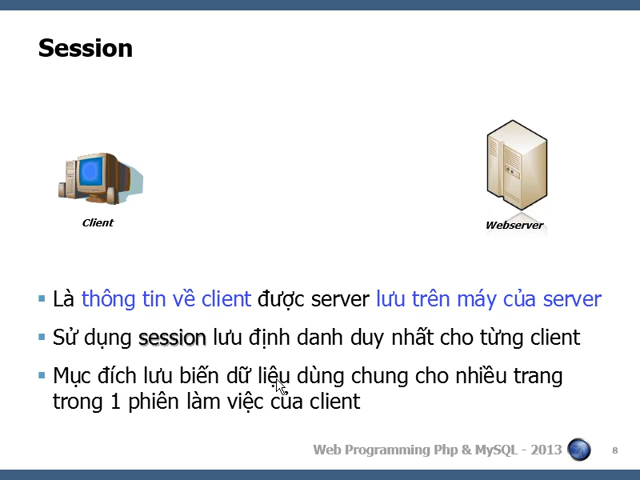 Session
Client
Webserver
Là thông tin về client được server lưu trên máy của server
Sử dụng session lưu định danh duy nhất cho từng client
Mục đích lưu biến dữ liệu dùng chung cho nhiều trang
trong 1 phiên làm việc của client
Web Programming Php & MySQL - 2013
8